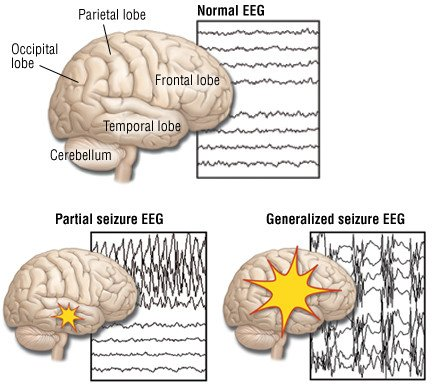 Normal EEG
Parietal lobe
Occipital
lobe
Frontal lobe
Temporal lobe
Cerebellum
Partial seizure EEG
Generalized seizure EEG